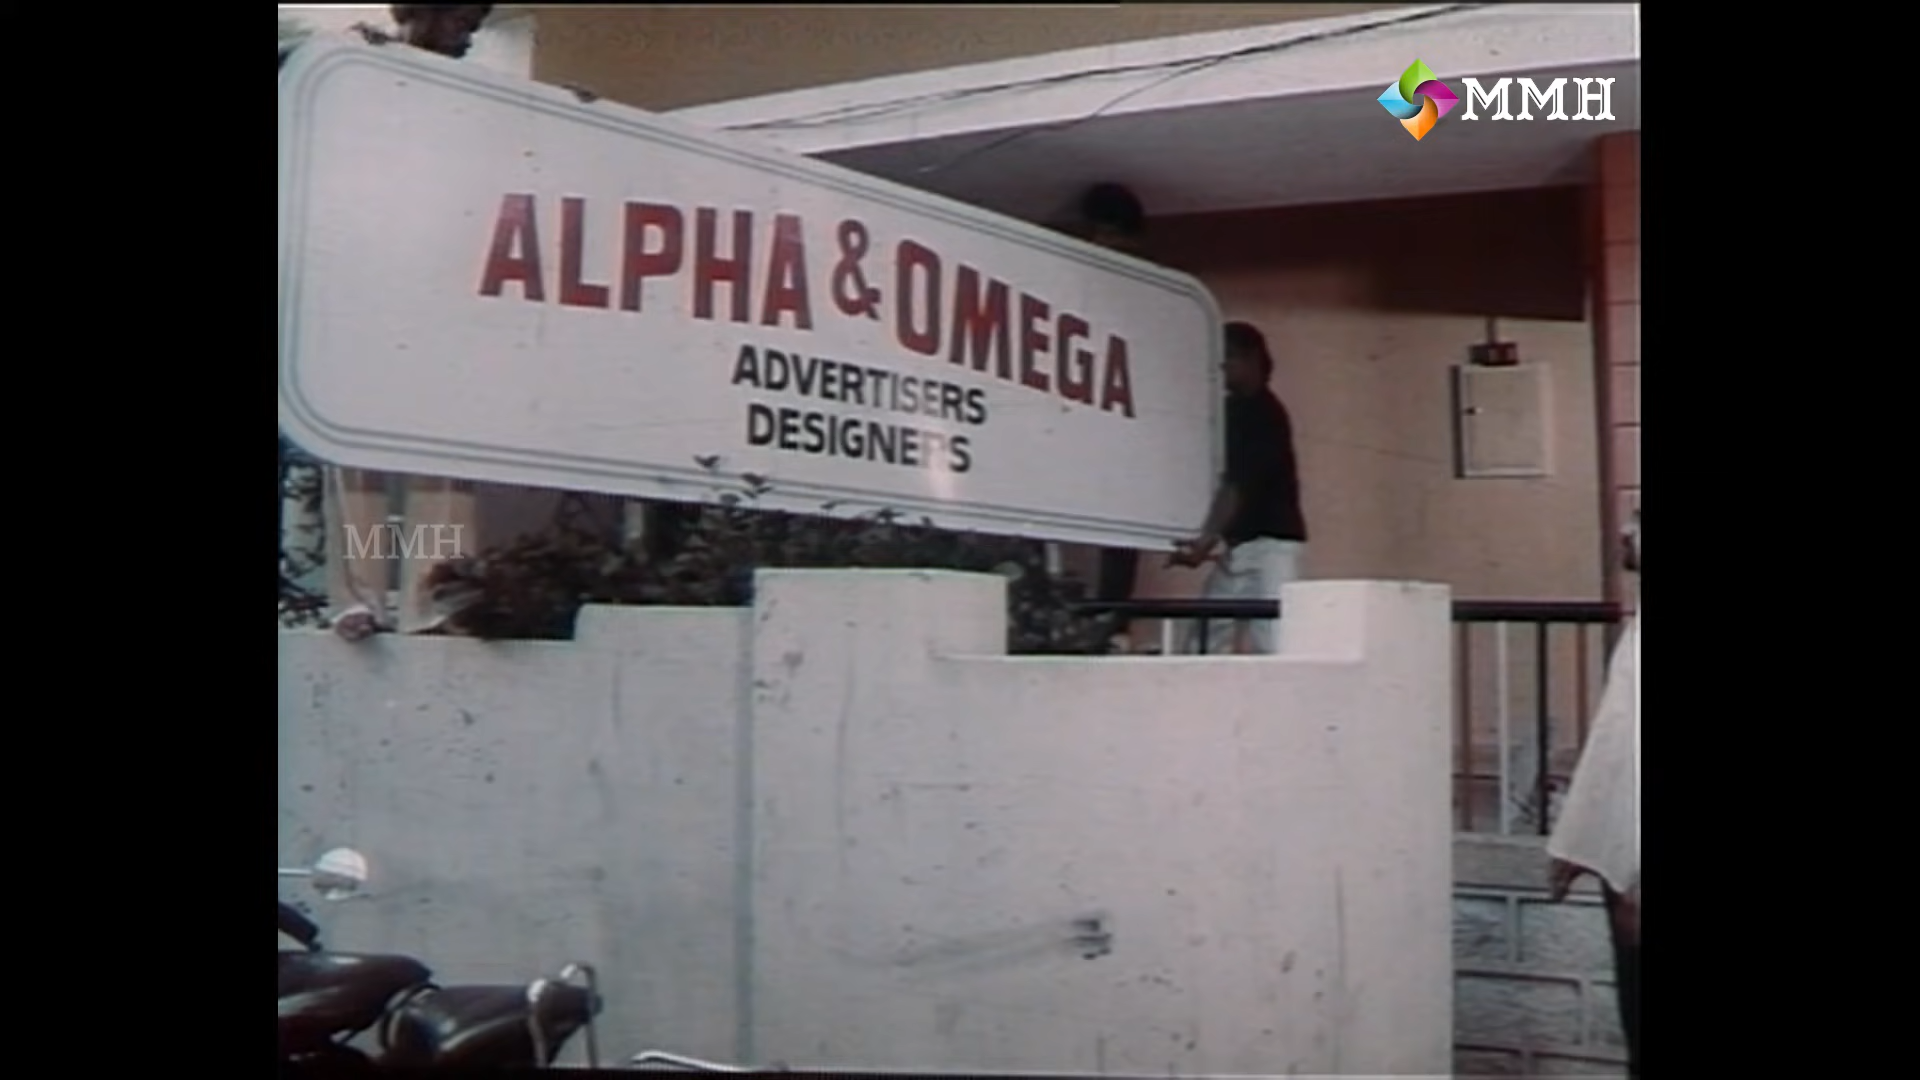 MMH
ALPHA & OMEGA
ADVERTISERS
DESIGNERS
MMH